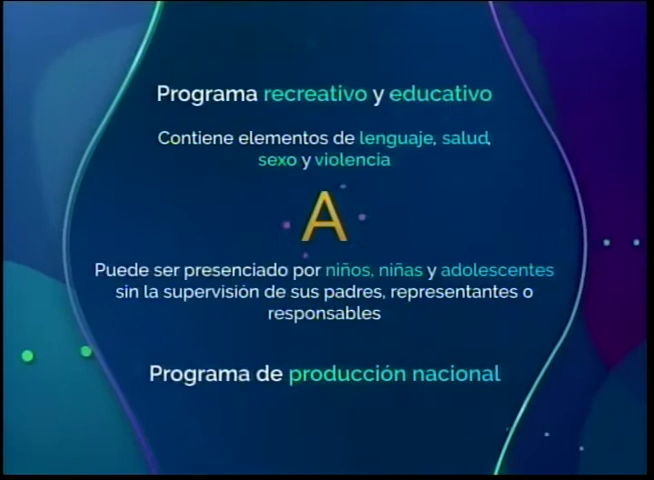 Programa recreativo y educativo
Contiene elementos de lenguaje, salud,
sexo y violencia
A
Puede ser presenciado por niños, niñas y adolescentes
sin la supervisión de sus padres, representantes o
responsables
Programa de producción nacional